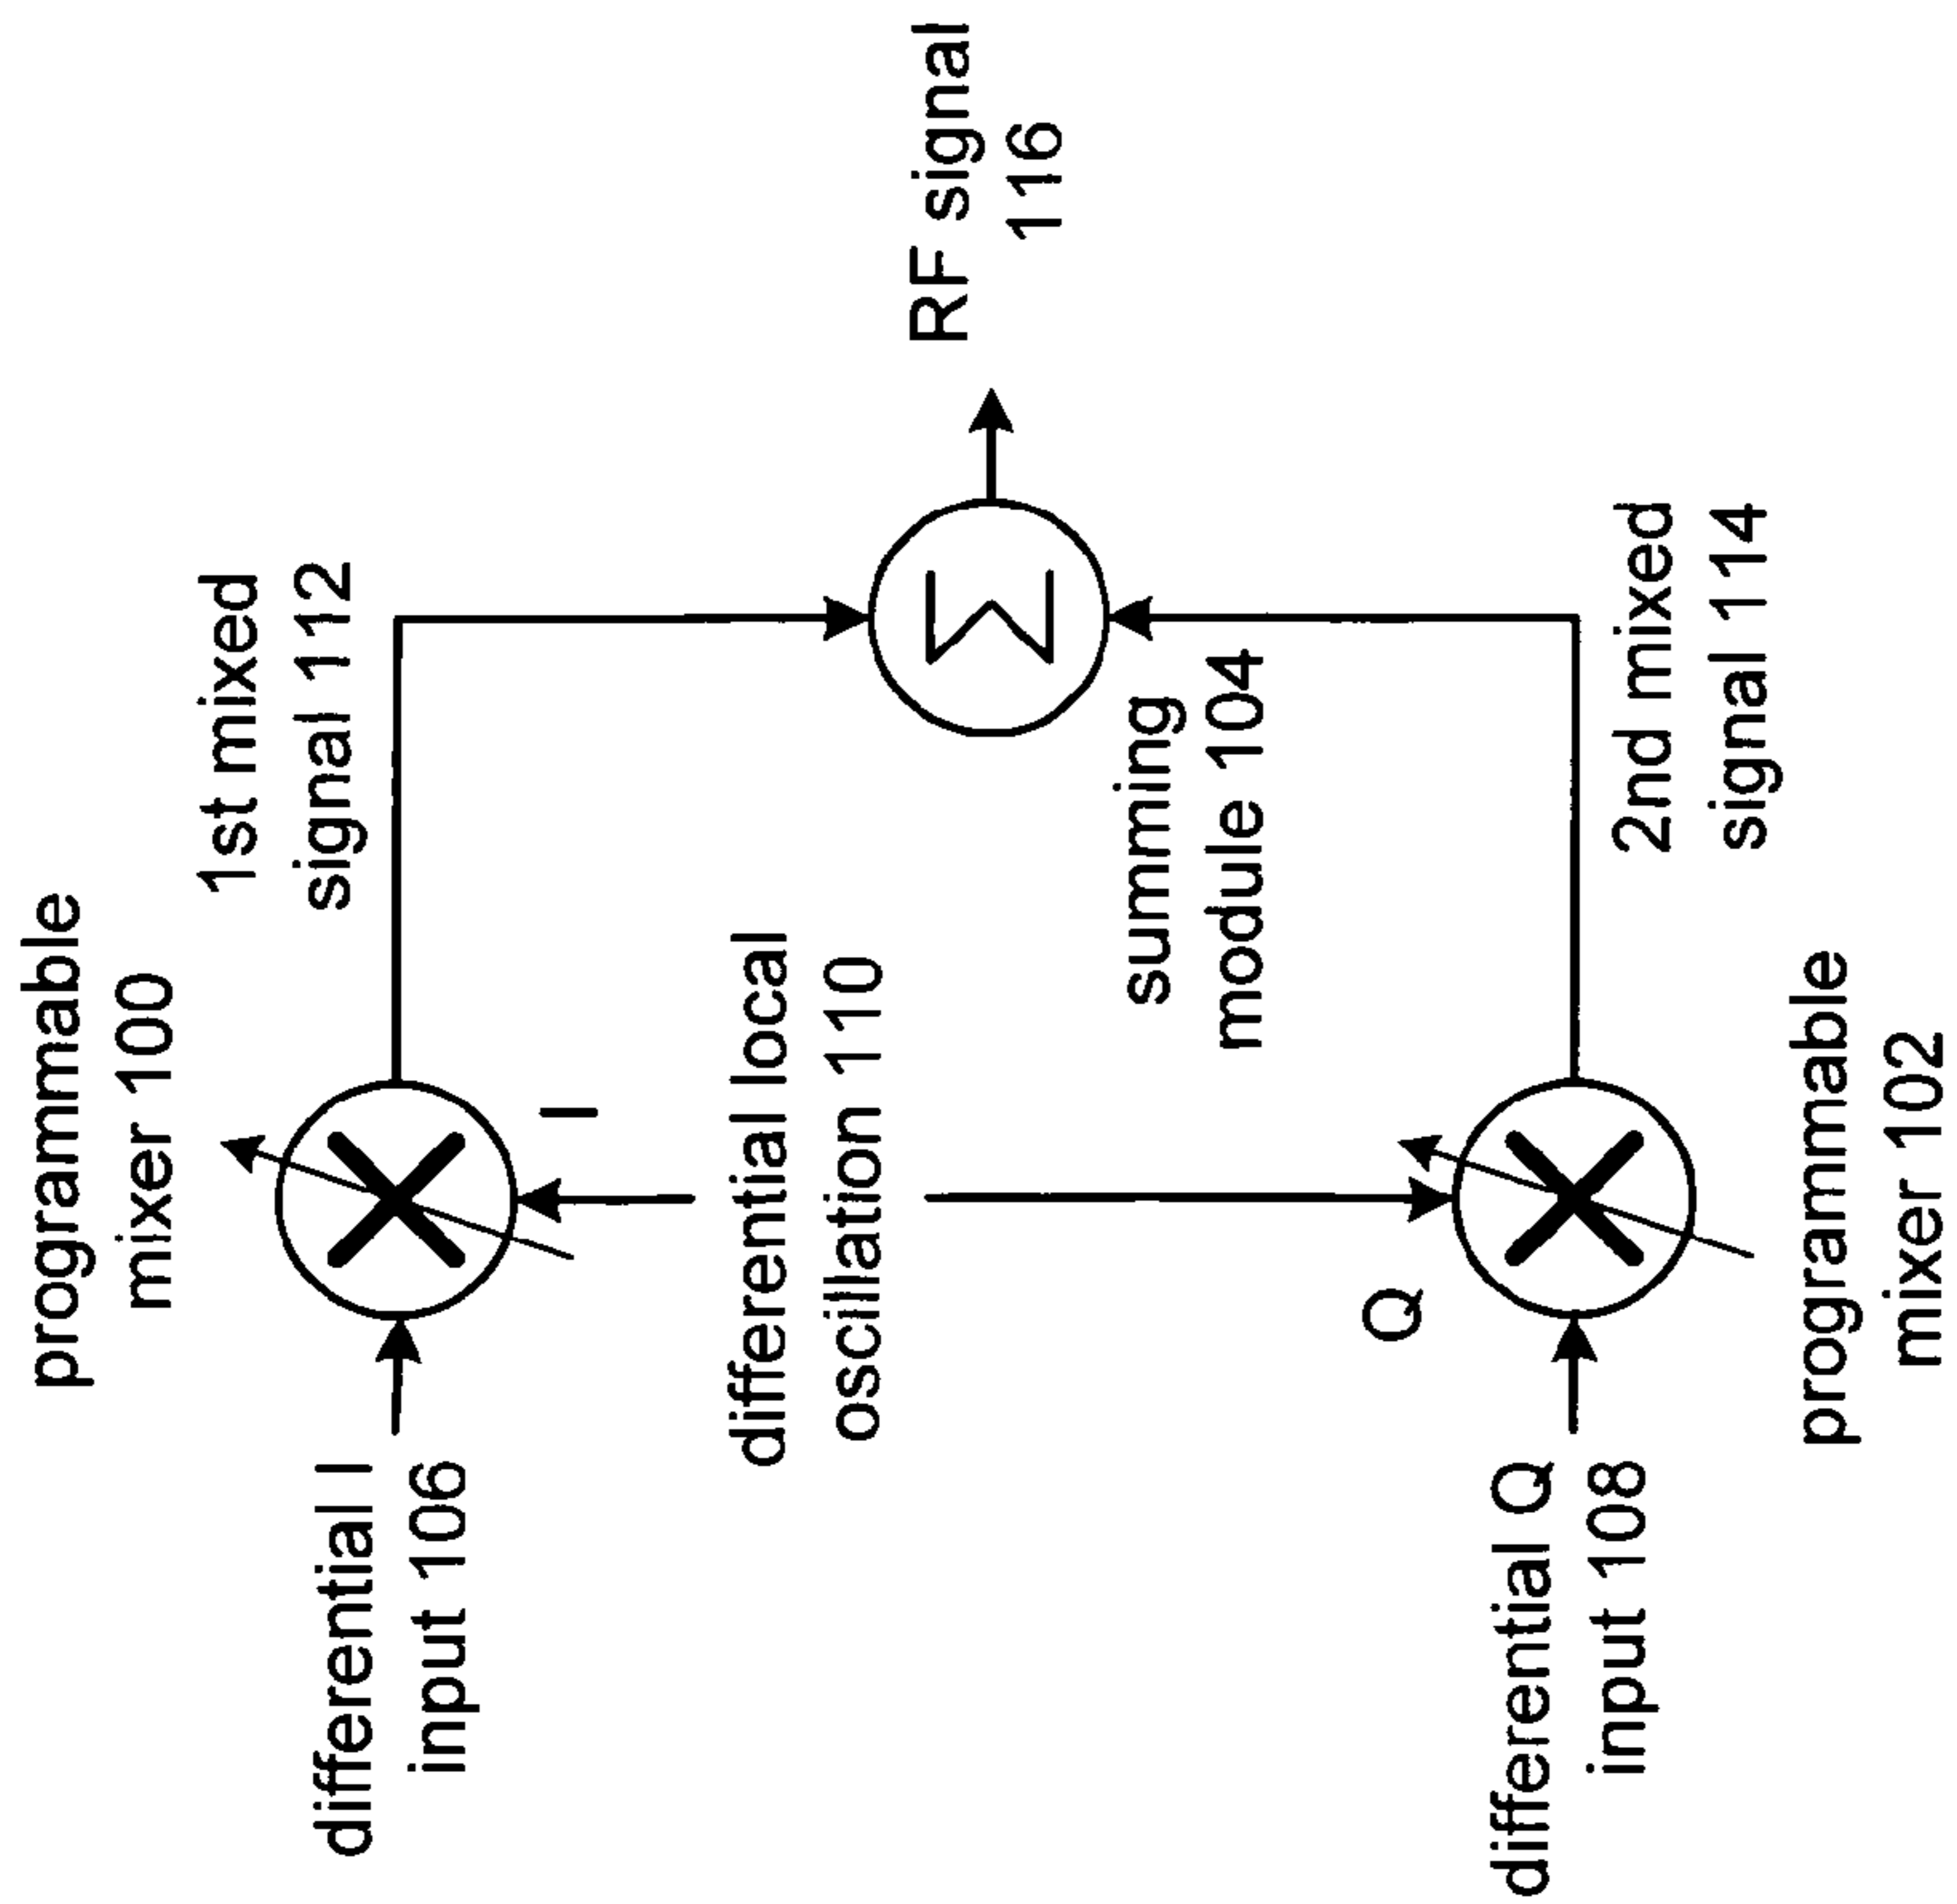 programmable
mixer 100
1st mixed
signal 112
differential I
input 106
I
differential local
oscillation 110
RF signal
116
Σ
summing
module 104
Q
differential Q
input 108
2nd mixed
signal 114
programmable
mixer 102